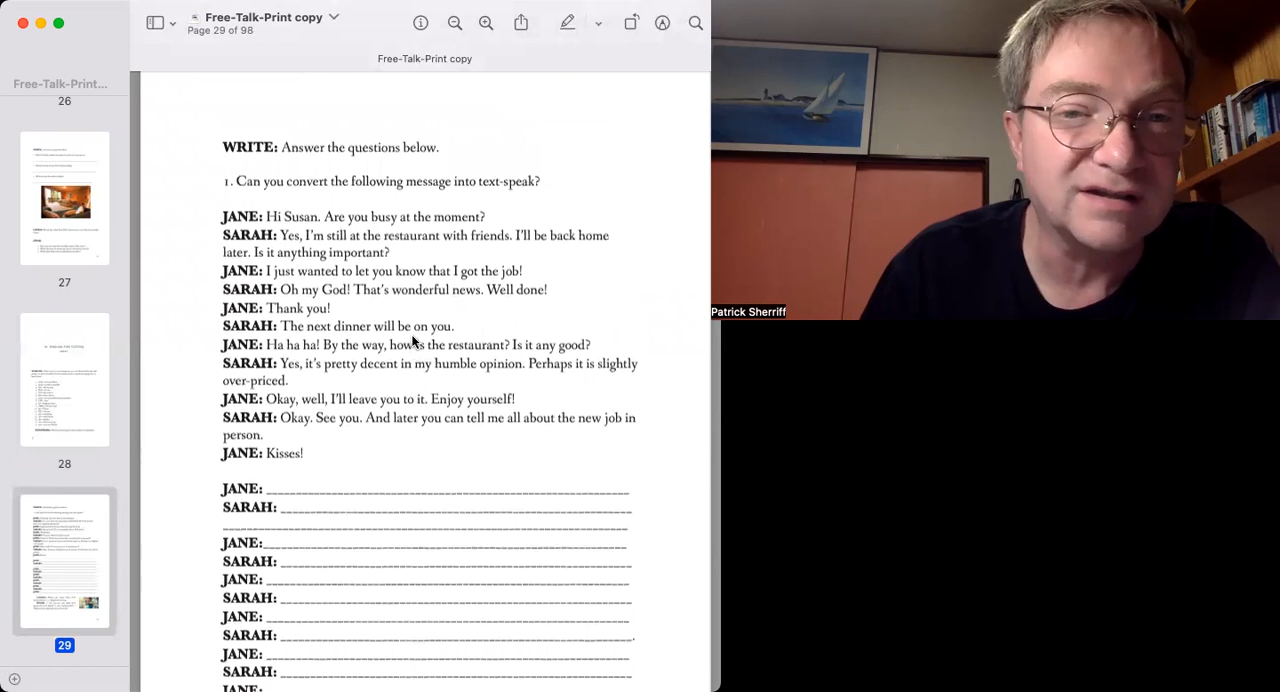 Free-Talk-Print copy
Page 29 of 98
Free-Talk-Print...
Free-Talk-Print copy
26
27
28
29
WRITE: Answer the questions below.
1. Can you convert the following message into text-speak?
JANE: Hi Susan. Are you busy at the moment?
SARAH: Yes, I'm still at the restaurant with friends. I'll be back home
later. Is it anything important?
JANE: I just wanted to let you know that I got the job!
SARAH: Oh my God! That's wonderful news. Well done!
JANE: Thank you!
SARAH: The next dinner will be on you.
JANE: Ha ha ha! By the way, how is the restaurant? Is it any good?
SARAH: Yes, it's pretty decent in my humble opinion. Perhaps it is slightly
over-priced.
JANE: Okay, well, I'll leave you to it. Enjoy yourself!
SARAH: Okay. See you. And later you can tell me all about the new job in
person.
JANE: Kisses!
JANE:
SARAH:
JANE:
SARAH:
JANE:
SARAH:
JANE:
SARAH:
JANE:
SARAH:
JANE:
Patrick Sherriff